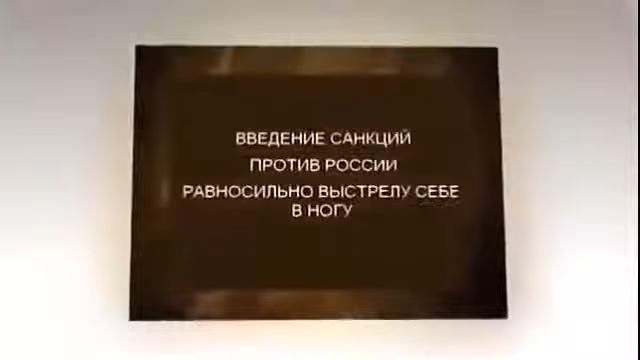 ВВЕДЕНИЕ САНКЦИЙ
ПРОТИВ РОССИИ
РАВНОСИЛЬНО ВЫСТРЕЛУ СЕБЕ
В НОГУ